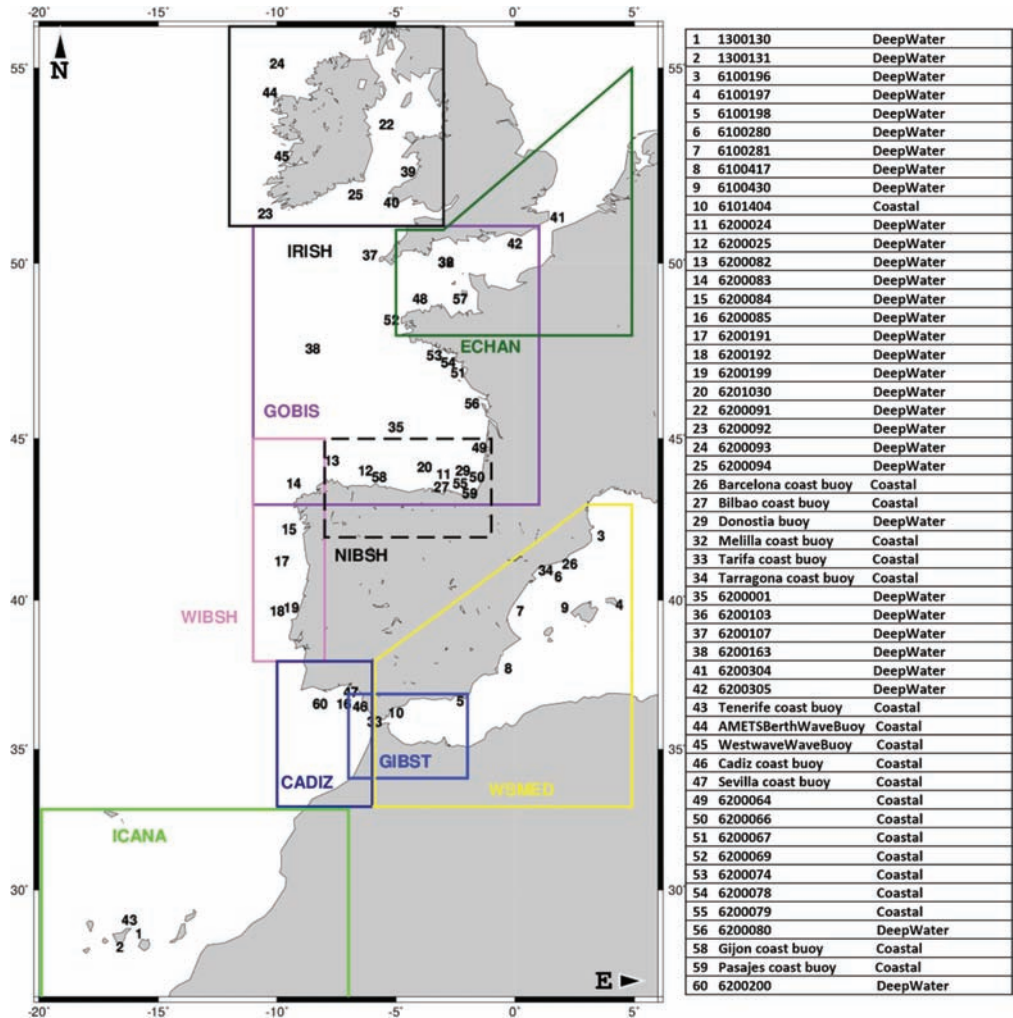 -20° -15° -10° -5° -0° 5°
N
55˚ 55˚
24
44
22
45
39
25
40
23
41
IRISH 37 42
50˚ 50˚
48 57
52
ECHAN
38 53
54
51
56
GOBIS
35
45˚ 45˚
49
13
12 58 20 11 29 50
14 27 55
59
15
NIBSH
3
17
34 26
6
40˚ 40˚
18 19
WIBSH
7 9 4
8
47
60 16 46
10 5
33
35˚ 35˚
GIBST
CADIZ
WSMED
ICANA
30˚ 30˚
43
1
2
E
-20° -15° -10° -5° -0° 5°
1 1300130 DeepWater
2 1300131 DeepWater
3 6100196 DeepWater
4 6100197 DeepWater
5 6100198 DeepWater
6 6100280 DeepWater
7 6100281 DeepWater
8 6100417 DeepWater
9 6100430 DeepWater
10 6101404 Coastal
11 6200024 DeepWater
12 6200025 DeepWater
13 6200082 DeepWater
14 6200083 DeepWater
15 6200084 DeepWater
16 6200085 DeepWater
17 6200191 DeepWater
18 6200192 DeepWater
19 6200199 DeepWater
20 6201030 DeepWater
22 6200091 DeepWater
23 6200092 DeepWater
24 6200093 DeepWater
25 6200094 DeepWater
26 Barcelona coast buoy Coastal
27 Bilbao coast buoy Coastal
29 Donostia buoy DeepWater
32 Melilla coast buoy Coastal
33 Tarifa coast buoy Coastal
34 Tarragona coast buoy Coastal
35 6200001 DeepWater
36 6200103 DeepWater
37 6200107 DeepWater
38 6200163 DeepWater
41 6200304 DeepWater
42 6200305 DeepWater
43 Tenerife coast buoy Coastal
44 AMETSBerthWaveBuoy Coastal
45 WestwaveWaveBuoy Coastal
46 Cadiz coast buoy Coastal
47 Sevilla coast buoy Coastal
49 6200064 Coastal
50 6200066 Coastal
51 6200067 Coastal
52 6200069 Coastal
53 6200074 Coastal
54 6200078 Coastal
55 6200079 Coastal
56 6200080 DeepWater
58 Gijon coast buoy Coastal
59 Pasajes coast buoy Coastal
60 6200200 DeepWater